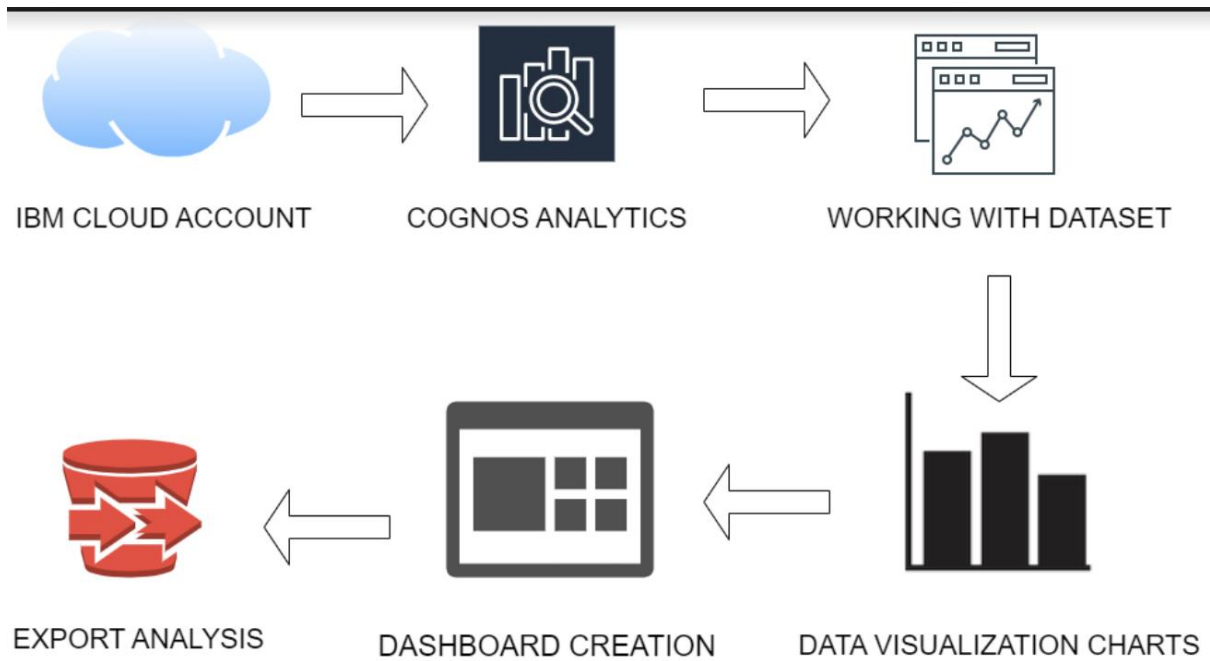 IBM CLOUD ACCOUNT
COGNOS ANALYTICS
WORKING WITH DATASET
EXPORT ANALYSIS
DASHBOARD CREATION
DATA VISUALIZATION CHARTS